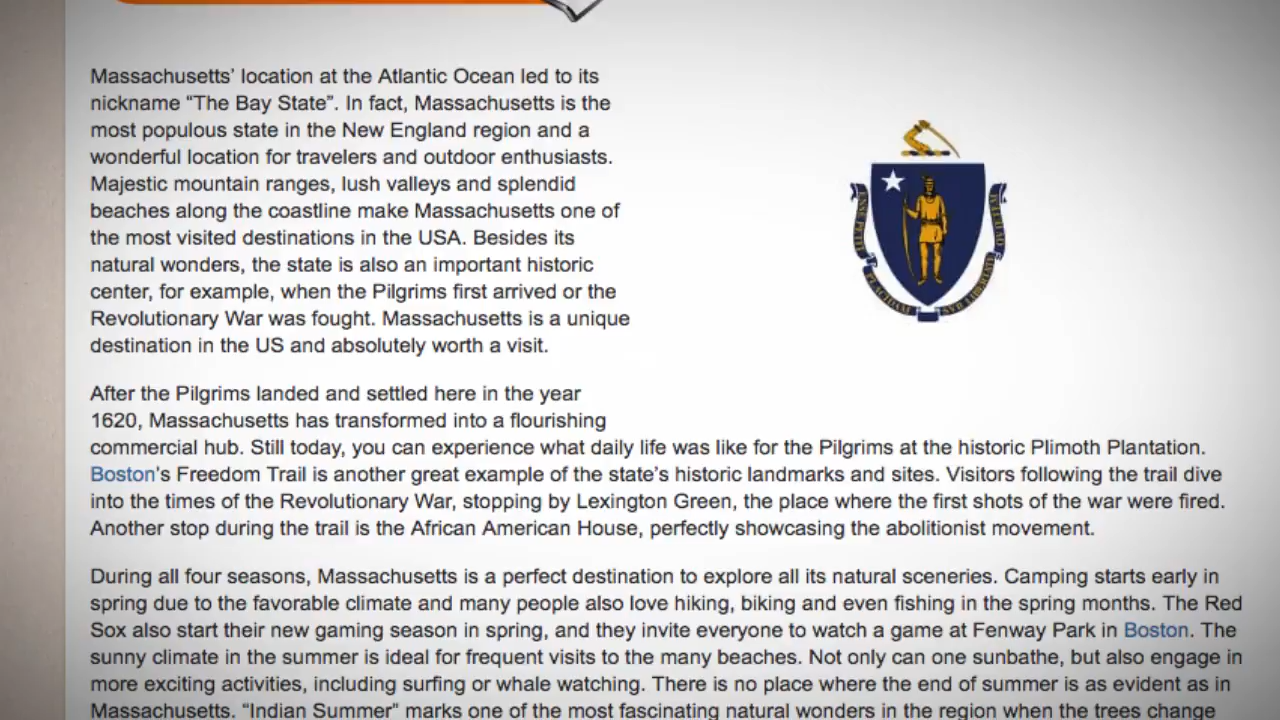 Massachusetts’ location at the Atlantic Ocean led to its
nickname “The Bay State”. In fact, Massachusetts is the
most populous state in the New England region and a
wonderful location for travelers and outdoor enthusiasts.
Majestic mountain ranges, lush valleys and splendid
beaches along the coastline make Massachusetts one of
the most visited destinations in the USA. Besides its
natural wonders, the state is also an important historic
center, for example, when the Pilgrims first arrived or the
Revolutionary War was fought. Massachusetts is a unique
destination in the US and absolutely worth a visit.
After the Pilgrims landed and settled here in the year
1620, Massachusetts has transformed into a flourishing
commercial hub. Still today, you can experience what daily life was like for the Pilgrims at the historic Plimoth Plantation.
Boston’s Freedom Trail is another great example of the state’s historic landmarks and sites. Visitors following the trail dive
into the times of the Revolutionary War, stopping by Lexington Green, the place where the first shots of the war were fired.
Another stop during the trail is the African American House, perfectly showcasing the abolitionist movement.
During all four seasons, Massachusetts is a perfect destination to explore all its natural sceneries. Camping starts early in
spring due to the favorable climate and many people also love hiking, biking and even fishing in the spring months. The Red
Sox also start their new gaming season in spring, and they invite everyone to watch a game at Fenway Park in Boston. The
sunny climate in the summer is ideal for frequent visits to the many beaches. Not only can one sunbathe, but also engage in
more exciting activities, including surfing or whale watching. There is no place where the end of summer is as evident as in
Massachusetts. “Indian Summer” marks one of the most fascinating natural wonders in the region when the trees change